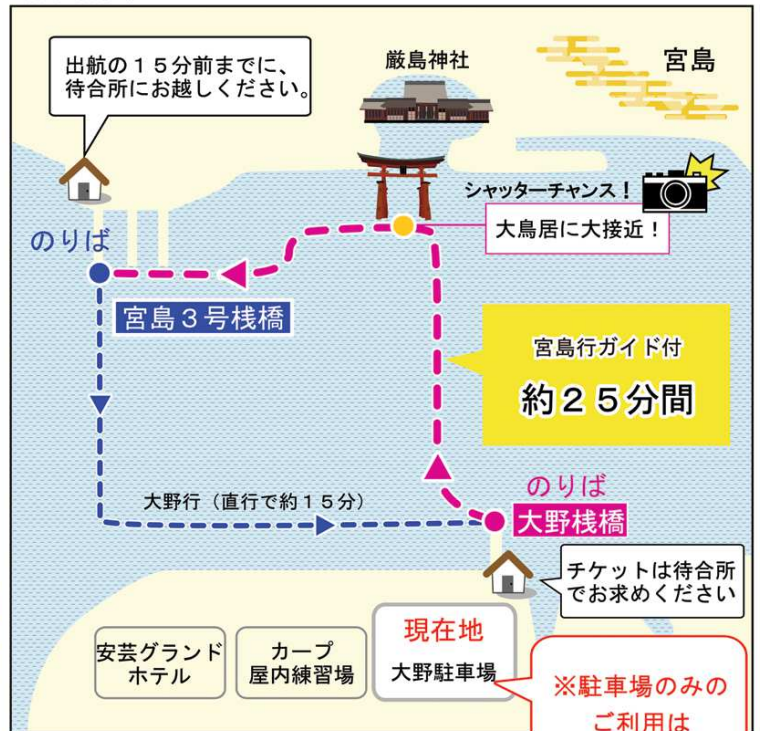 出航の１５分前までに、
待合所にお越しください。
厳島神社
宮島
シャッターチャンス！
大鳥居に大接近！
のりば
宮島３号桟橋
宮島行ガイド付
約２５分間
大野行（直行で約１５分）
のりば
大野桟橋
チケットは待合所
でお求めください
安芸グランド
ホテル
カープ
屋内練習場
現在地
大野駐車場
※駐車場のみの
ご利用は